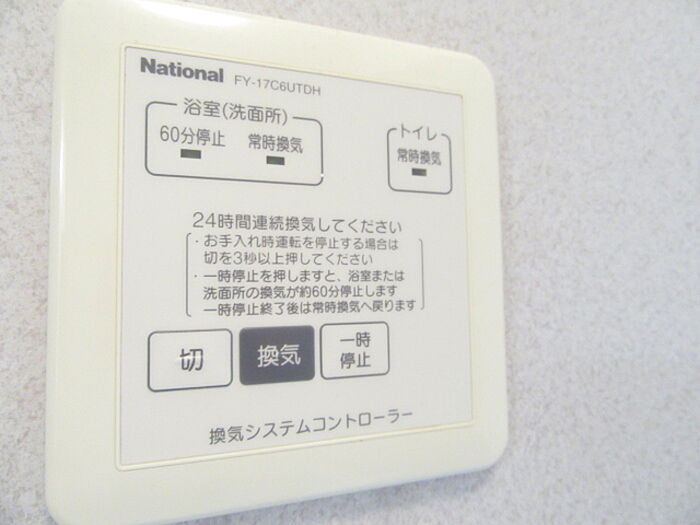 National FY-17C6UTDH
浴室(洗面所)
60分停止 常時換気
トイレ
常時換気
24時間連続換気してください
・お手入れ時運転を停止する場合は
切を3秒以上押してください
・一時停止を押しますと、浴室または
洗面所の換気が約60分停止します
一時停止終了後は常時換気へ戻ります
切 換気 一時
停止
換気システムコントローラー